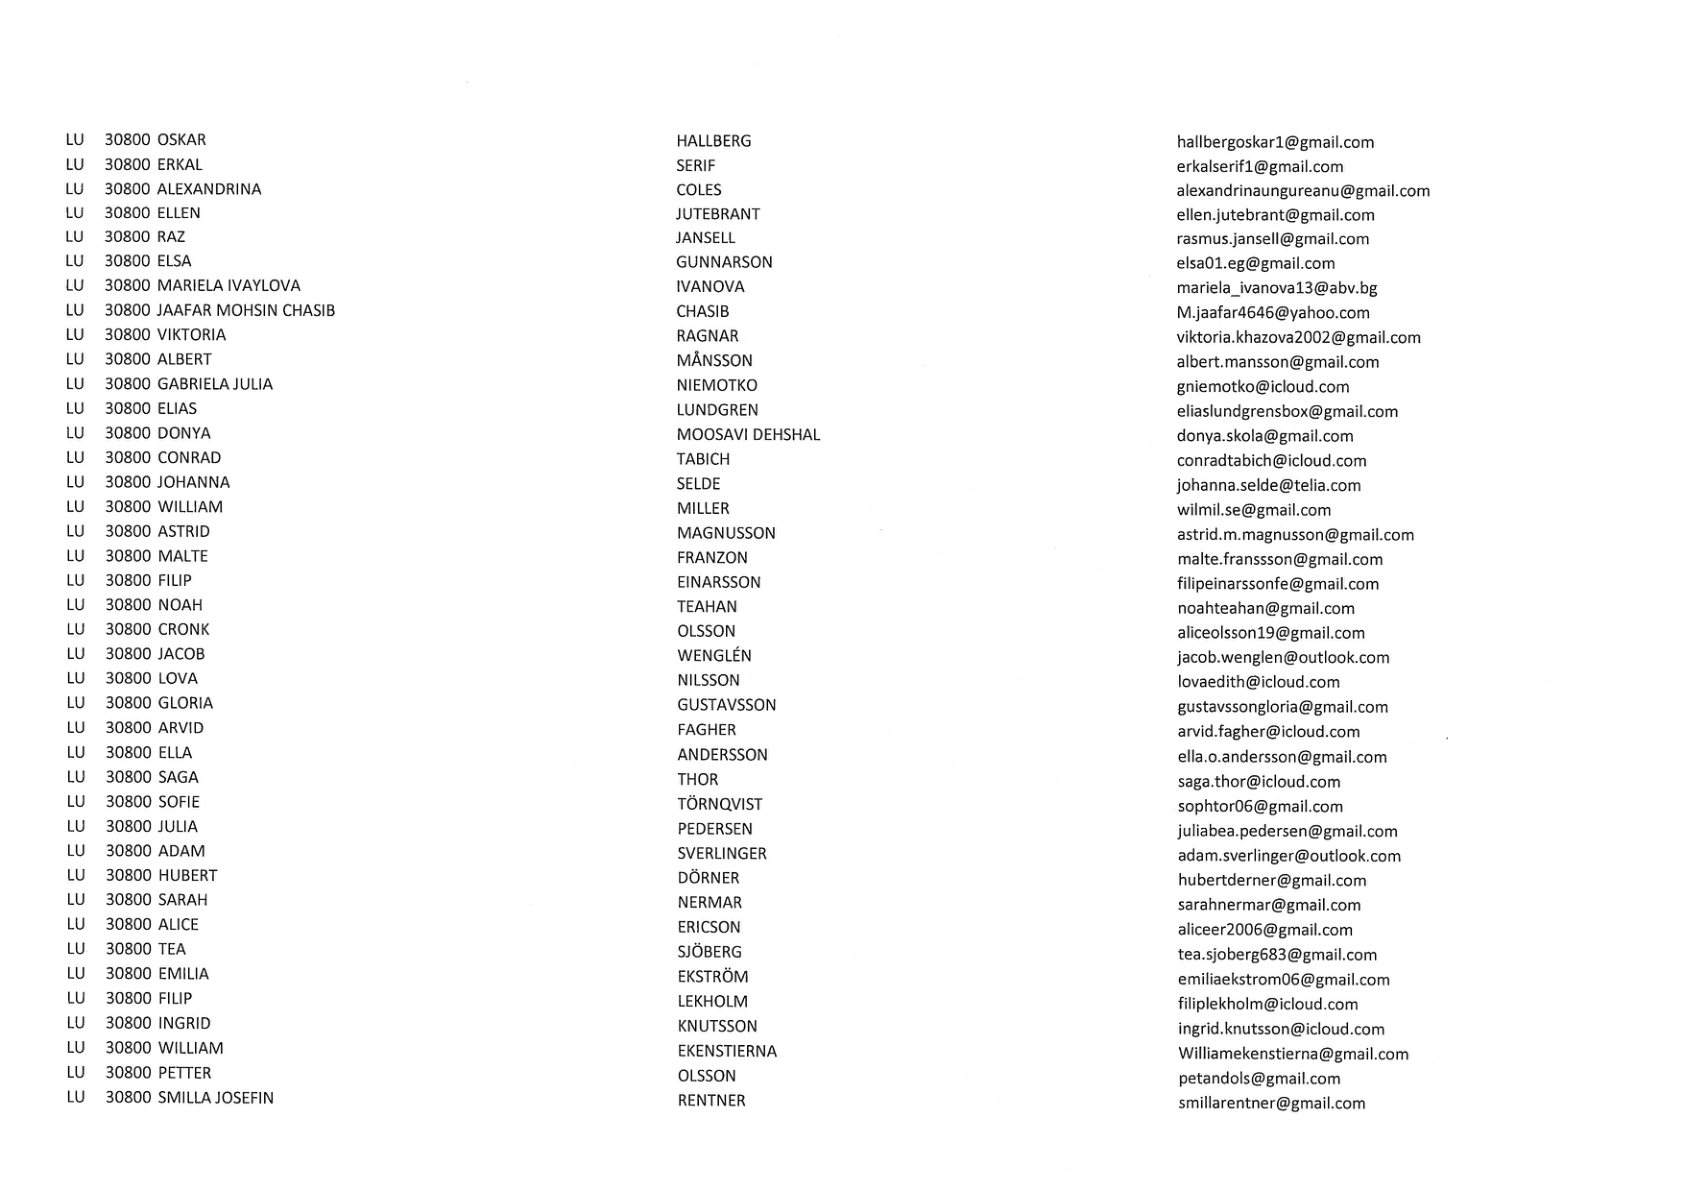 LU 30800 OSKAR HALLBERG hallbergoskar1@gmail.com
LU 30800 ERKAL SERIF erkalserif1@gmail.com
LU 30800 ALEXANDRINA COLES alexandrinaungureanu@gmail.com
LU 30800 ELLEN JUTEBRANT ellen.jutebrant@gmail.com
LU 30800 RAZ JANSELL rasmus.jansell@gmail.com
LU 30800 ELSA GUNNARSON elsa01.eg@gmail.com
LU 30800 MARIELA IVAYLOVA IVANOVA mariela_ivanova13@abv.bg
LU 30800 JAAFAR MOHSIN CHASIB CHASIB M.jaafar4646@yahoo.com
LU 30800 VIKTORIA RAGNAR viktoria.khazova2002@gmail.com
LU 30800 ALBERT MÅNSSON albert.mansson@gmail.com
LU 30800 GABRIELA JULIA NIEMOTKO gniemotko@icloud.com
LU 30800 ELIAS LUNDGREN eliaslundgrensbox@gmail.com
LU 30800 DONYA MOOSAVI DEHSHAL donya.skola@gmail.com
LU 30800 CONRAD TABICH conradtabich@icloud.com
LU 30800 JOHANNA SELDE johanna.selde@telia.com
LU 30800 WILLIAM MILLER wilmil.se@gmail.com
LU 30800 ASTRID MAGNUSSON astrid.m.magnusson@gmail.com
LU 30800 MALTE FRANZON malte.franssson@gmail.com
LU 30800 FILIP EINARSSON filipeinarssonfe@gmail.com
LU 30800 NOAH TEAHAN noahteahan@gmail.com
LU 30800 CRONK OLSSON aliceolsson19@gmail.com
LU 30800 JACOB WENGLÉN jacob.wenglen@outlook.com
LU 30800 LOVA NILSSON lovaedith@icloud.com
LU 30800 GLORIA GUSTAVSSON gustavssongloria@gmail.com
LU 30800 ARVID FAGHER arvid.fagher@icloud.com
LU 30800 ELLA ANDERSSON ella.o.andersson@gmail.com
LU 30800 SAGA THOR saga.thor@icloud.com
LU 30800 SOFIE TÖRNQVIST sophtor06@gmail.com
LU 30800 JULIA PEDERSEN juliabea.pedersen@gmail.com
LU 30800 ADAM SVERLINGER adam.sverlinger@outlook.com
LU 30800 HUBERT DÖRNER hubertderner@gmail.com
LU 30800 SARAH NERMAR sarahnermar@gmail.com
LU 30800 ALICE ERICSON aliceer2006@gmail.com
LU 30800 TEA SJÖBERG tea.sjoberg683@gmail.com
LU 30800 EMILIA EKSTRÖM emiliaekstrom06@gmail.com
LU 30800 FILIP LEKHOLM filiplekholm@icloud.com
LU 30800 INGRID KNUTSSON ingrid.knutsson@icloud.com
LU 30800 WILLIAM EKENSTIERNA Williamekenstierna@gmail.com
LU 30800 PETTER OLSSON petandols@gmail.com
LU 30800 SMILLA JOSEFIN RENTNER smillarentner@gmail.com